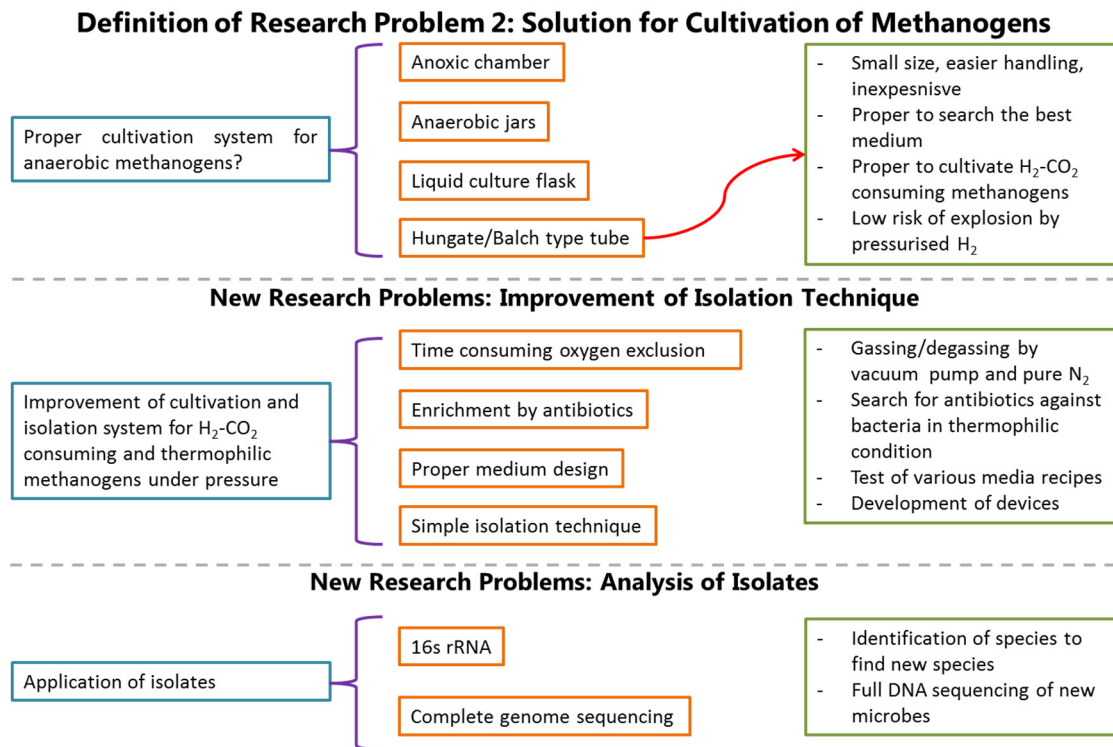 Definition of Research Problem 2: Solution for Cultivation of Methanogens
Proper cultivation system for
anaerobic methanogens?
Anoxic chamber
Anaerobic jars
Liquid culture flask
Hungate/Balch type tube
- Small size, easier handling,
inexpesnisve
- Proper to search the best
medium
- Proper to cultivate H₂-CO₂
consuming methanogens
- Low risk of explosion by
pressurised H₂
New Research Problems: Improvement of Isolation Technique
Improvement of cultivation and
isolation system for H₂-CO₂
consuming and thermophilic
methanogens under pressure
Time consuming oxygen exclusion
Enrichment by antibiotics
Proper medium design
Simple isolation technique
- Gassing/degassing by
vacuum pump and pure N₂
- Search for antibiotics against
bacteria in thermophilic
condition
- Test of various media recipes
- Development of devices
New Research Problems: Analysis of Isolates
Application of isolates
16s rRNA
Complete genome sequencing
- Identification of species to
find new species
- Full DNA sequencing of new
microbes